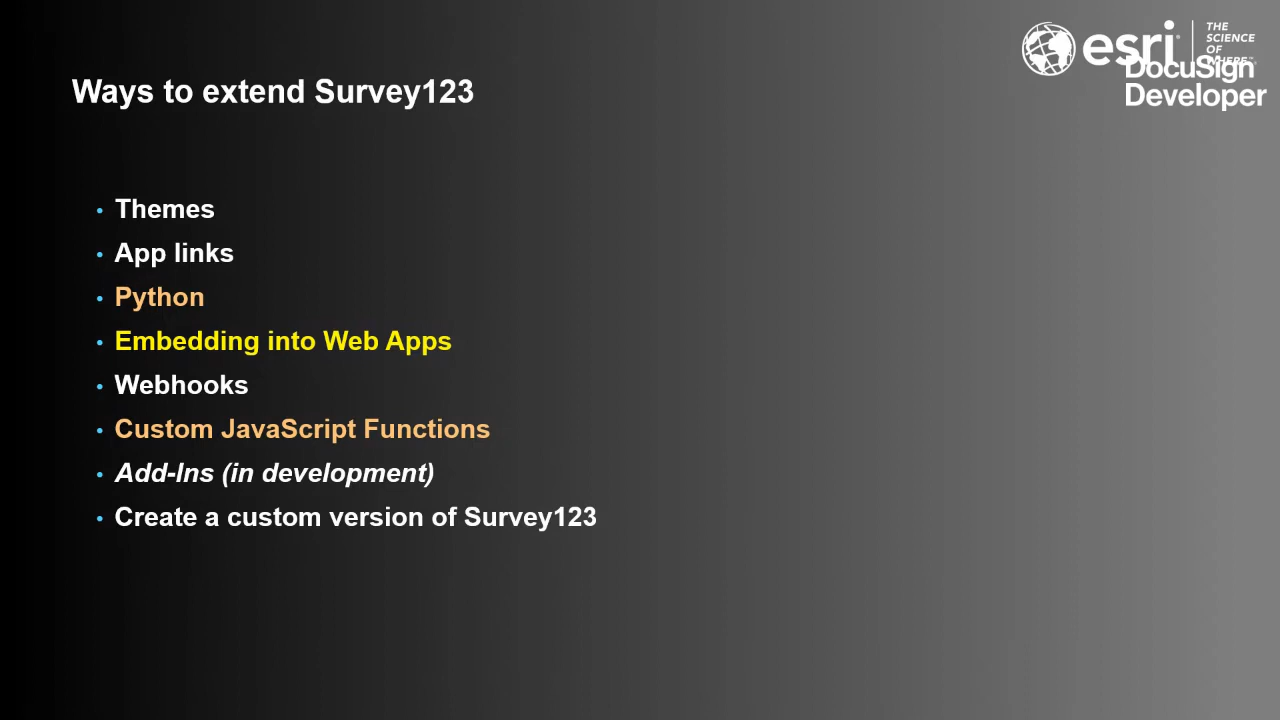 esri
THE
SCIENCE
OF
WHERE
DocuSign
Developer
Ways to extend Survey123
Themes
App links
Python
Embedding into Web Apps
Webhooks
Custom JavaScript Functions
Add-Ins (in development)
Create a custom version of Survey123